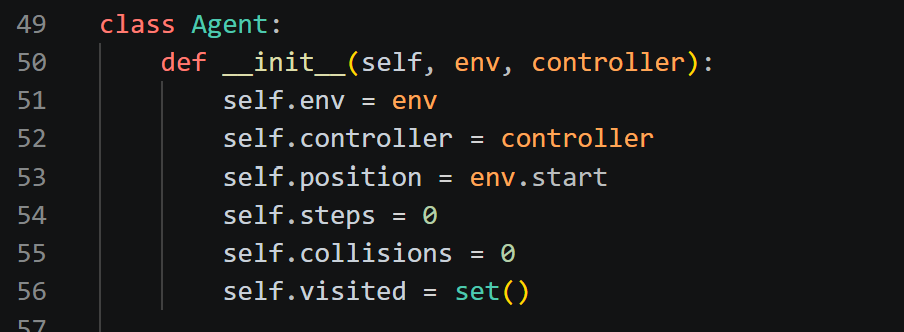 49 class Agent:
50     def __init__(self, env, controller):
51         self.env = env
52         self.controller = controller
53         self.position = env.start
54         self.steps = 0
55         self.collisions = 0
56         self.visited = set()
57